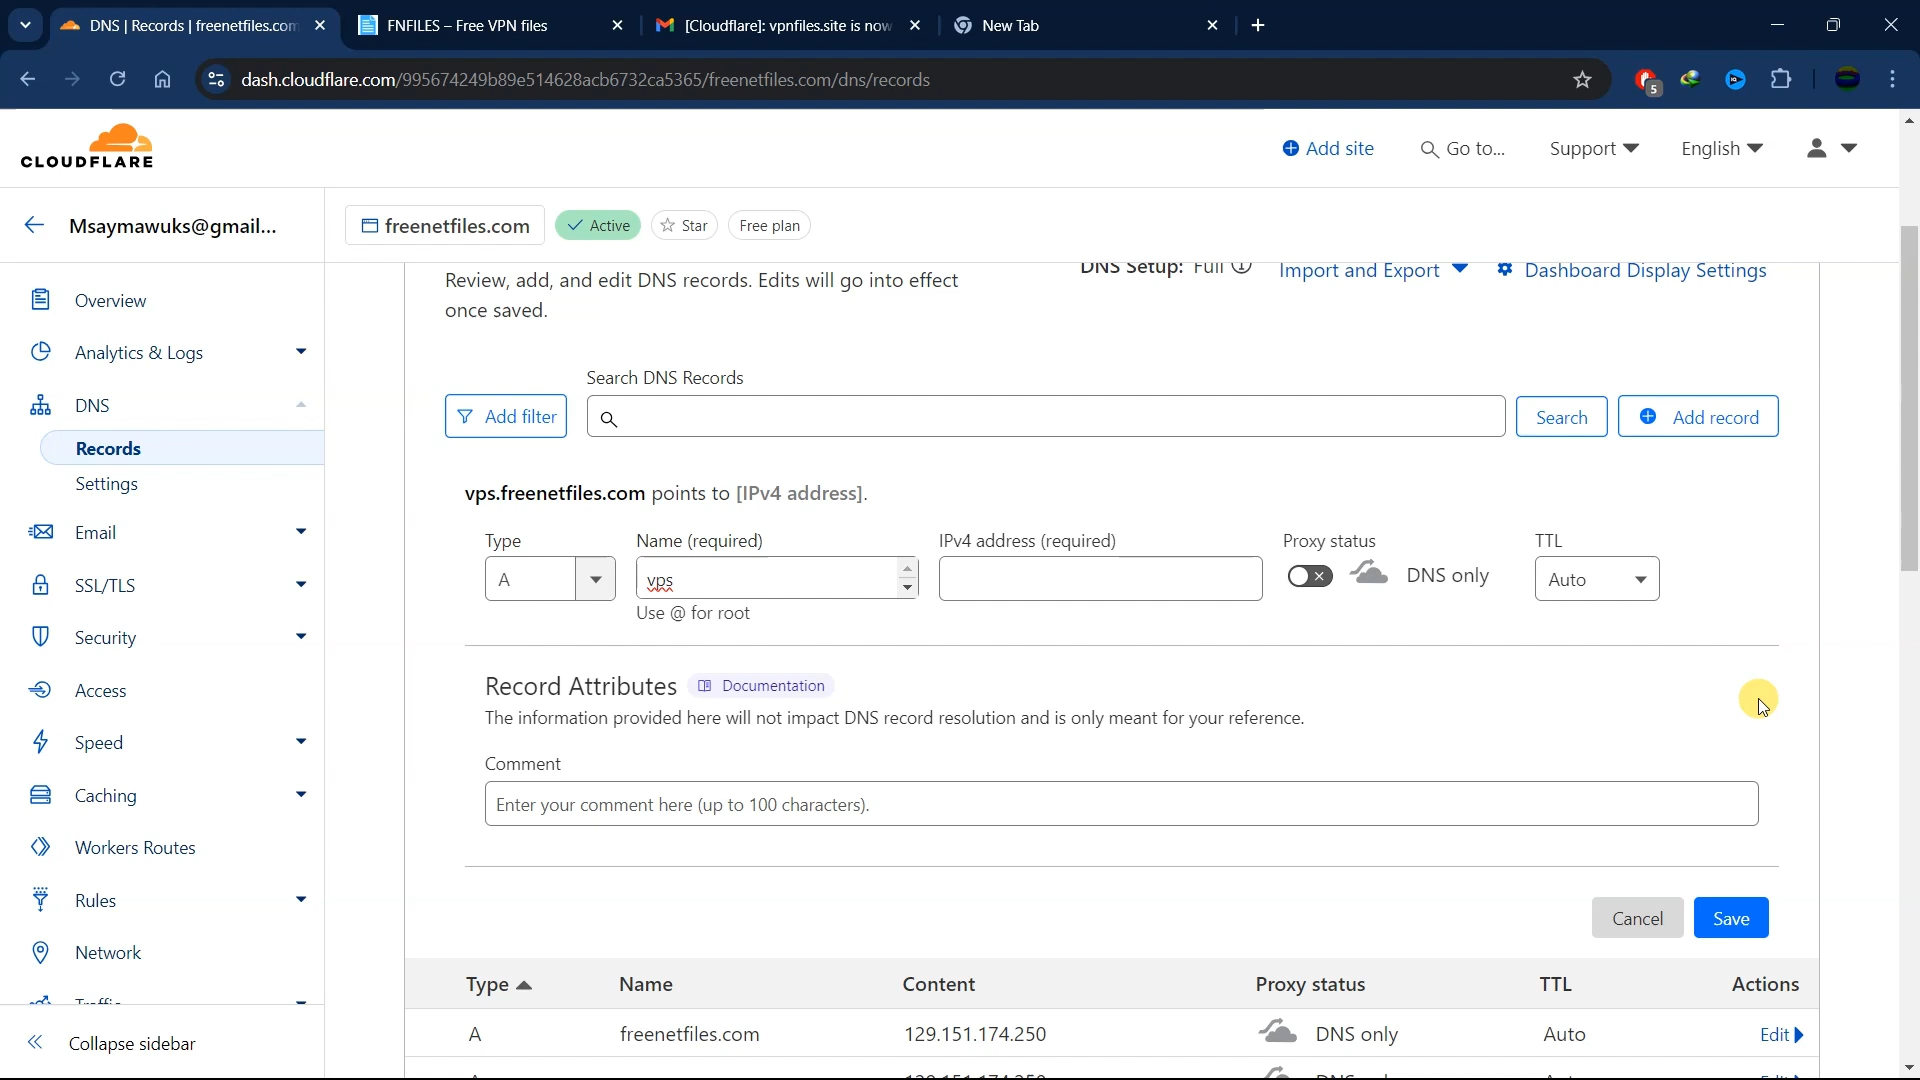 DNS | Records | freenetfiles.com
FNFILES – Free VPN files
[Cloudflare]: vpnfiles.site is now
New Tab
dash.cloudflare.com/995674249b89e514628acb6732ca5365/freenetfiles.com/dns/records
5
CLOUDFLARE
Add site
Go to...
Support
English
Msaymawuks@gmail...
freenetfiles.com
Active
Star
Free plan
Overview
Analytics & Logs
DNS
Records
Settings
Email
SSL/TLS
Security
Access
Speed
Caching
Workers Routes
Rules
Network
Traffic
Collapse sidebar
Review, add, and edit DNS records. Edits will go into effect
once saved.
DNS Setup: Full
Import and Export
Dashboard Display Settings
Search DNS Records
Add filter
Search
Add record
vps.freenetfiles.com points to [IPv4 address].
Type
Name (required)
IPv4 address (required)
Proxy status
TTL
A
vps
DNS only
Auto
Use @ for root
Record Attributes
Documentation
The information provided here will not impact DNS record resolution and is only meant for your reference.
Comment
Enter your comment here (up to 100 characters).
Cancel
Save
Type Name Content Proxy status TTL Actions
A freenetfiles.com 129.151.174.250 DNS only Auto Edit